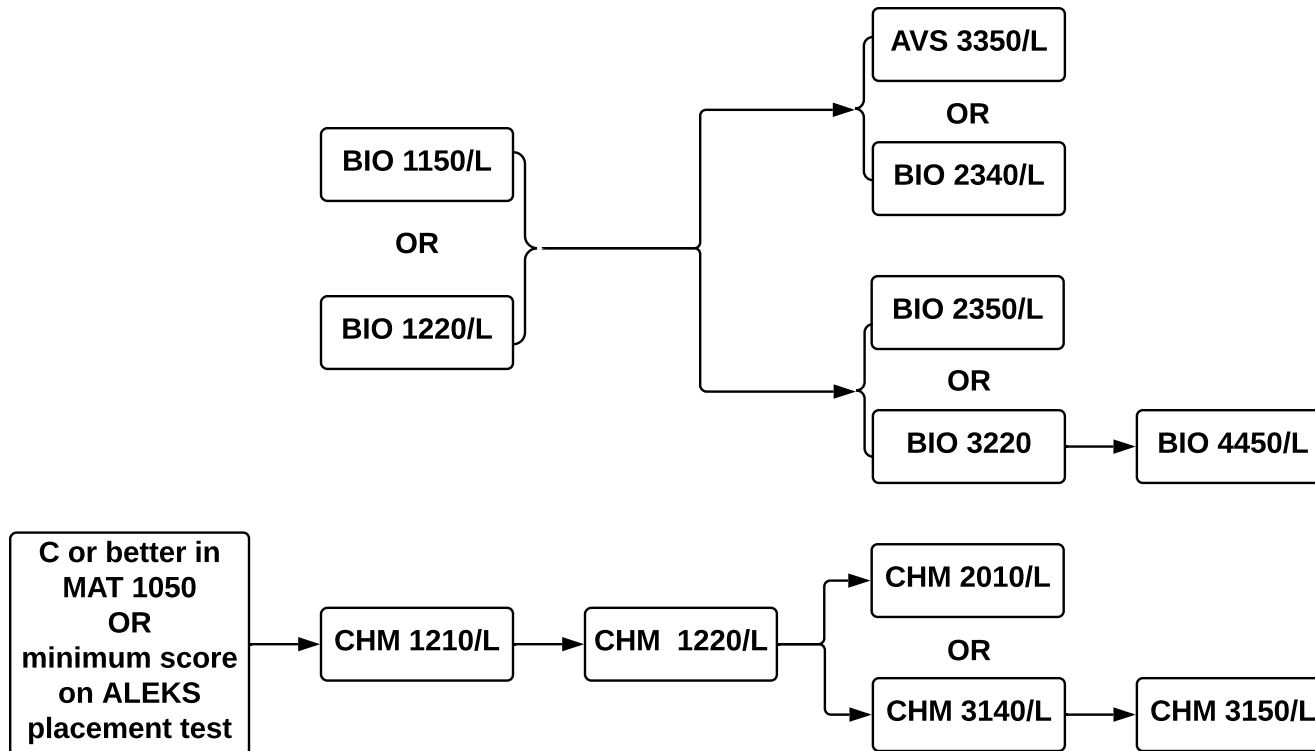 AVS 3350/L
OR
BIO 2340/L
BIO 1150/L
OR
BIO 1220/L
BIO 2350/L
OR
BIO 3220
BIO 4450/L
C or better in
MAT 1050
OR
minimum score
on ALEKS
placement test
CHM 1210/L
CHM  1220/L
CHM 2010/L
OR
CHM 3140/L
CHM 3150/L